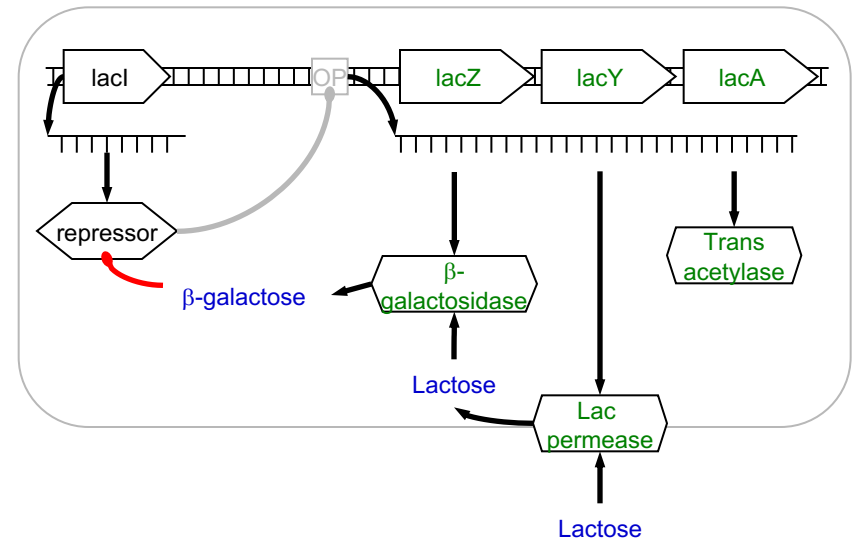 lacI
OP
lacZ
lacY
lacA
repressor
Trans
acetylase
β-
galactosidase
β-galactose
Lactose
Lac
permease
Lactose